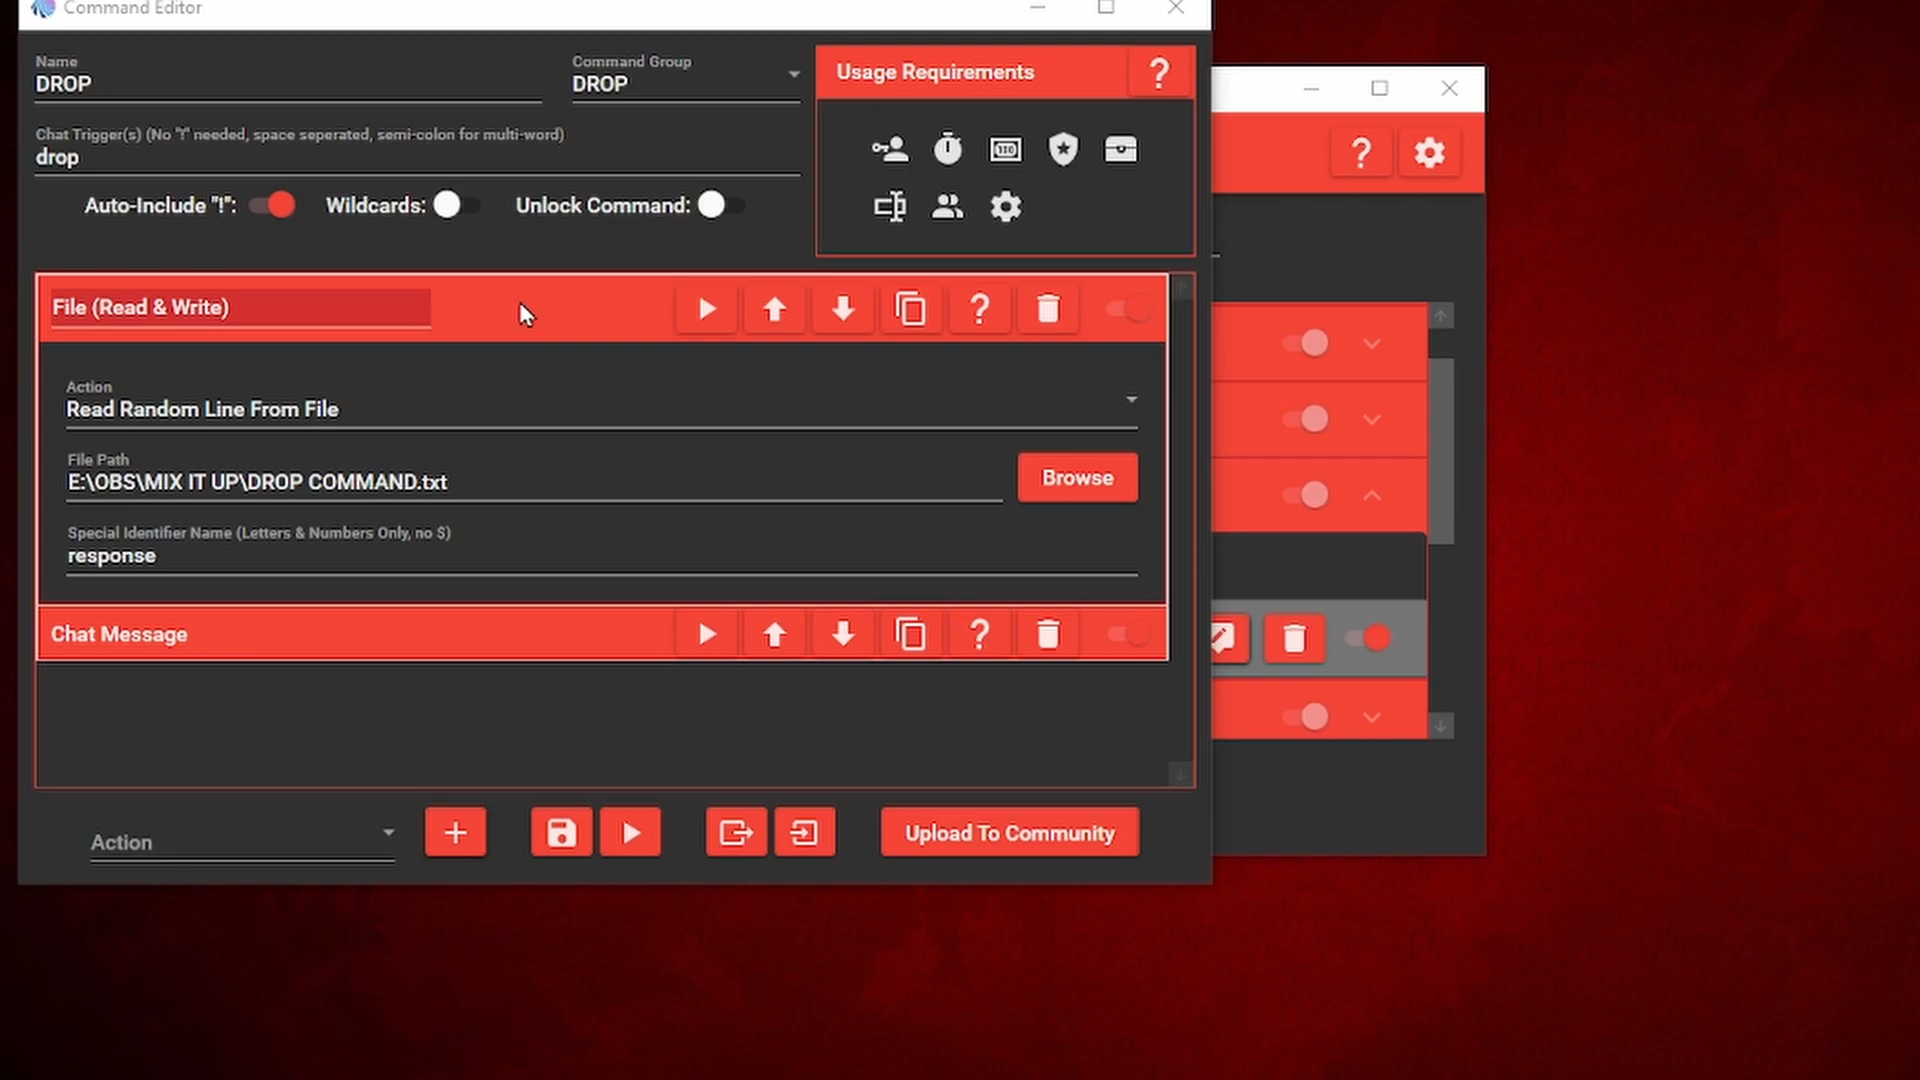 Command Editor
Name
DROP
Command Group
DROP
Usage Requirements
?
Chat Trigger(s) (No "!" needed, space seperated, semi-colon for multi-word)
drop
Auto-Include "!":
Wildcards:
Unlock Command:
?
File (Read & Write)
?
Action
Read Random Line From File
File Path
E:\OBS\MIX IT UP\DROP COMMAND.txt
Browse
Special Identifier Name (Letters & Numbers Only, no $)
response
Chat Message
?
Action
Upload To Community